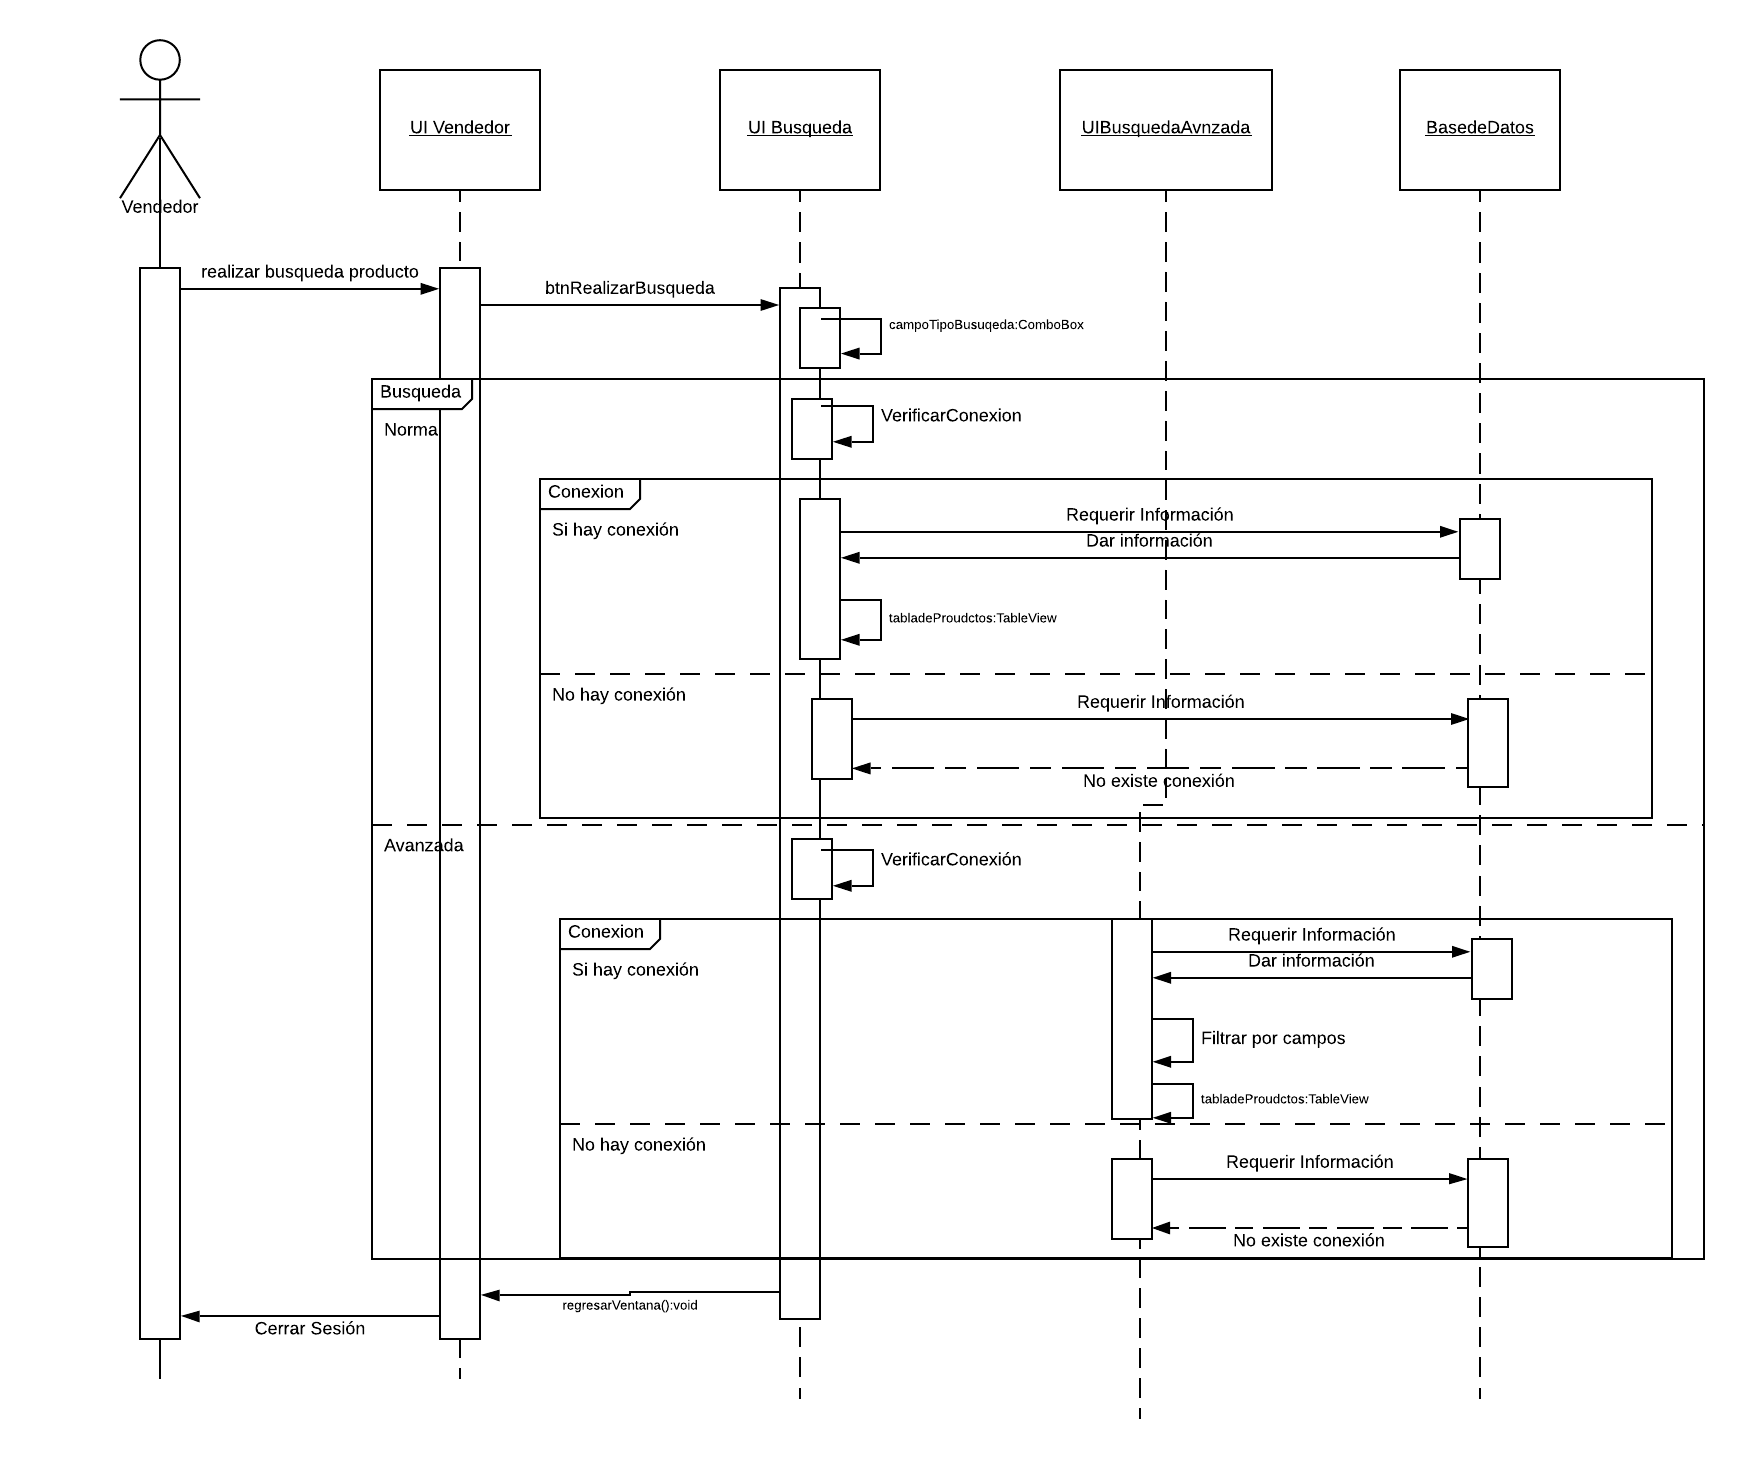 Vendedor
UI Vendedor
UI Busqueda
UIBusquedaAvnzada
BasedeDatos
realizar busqueda producto
btnRealizarBusqueda
campoTipoBusuqeda:ComboBox
Busqueda
Norma
VerificarConexion
Conexion
Si hay conexión
Requerir Información
Dar información
tabladeProudctos:TableView
No hay conexión
Requerir Información
No existe conexión
Avanzada
VerificarConexión
Conexion
Si hay conexión
Requerir Información
Dar información
Filtrar por campos
tabladeProudctos:TableView
No hay conexión
Requerir Información
No existe conexión
regresarVentana():void
Cerrar Sesión